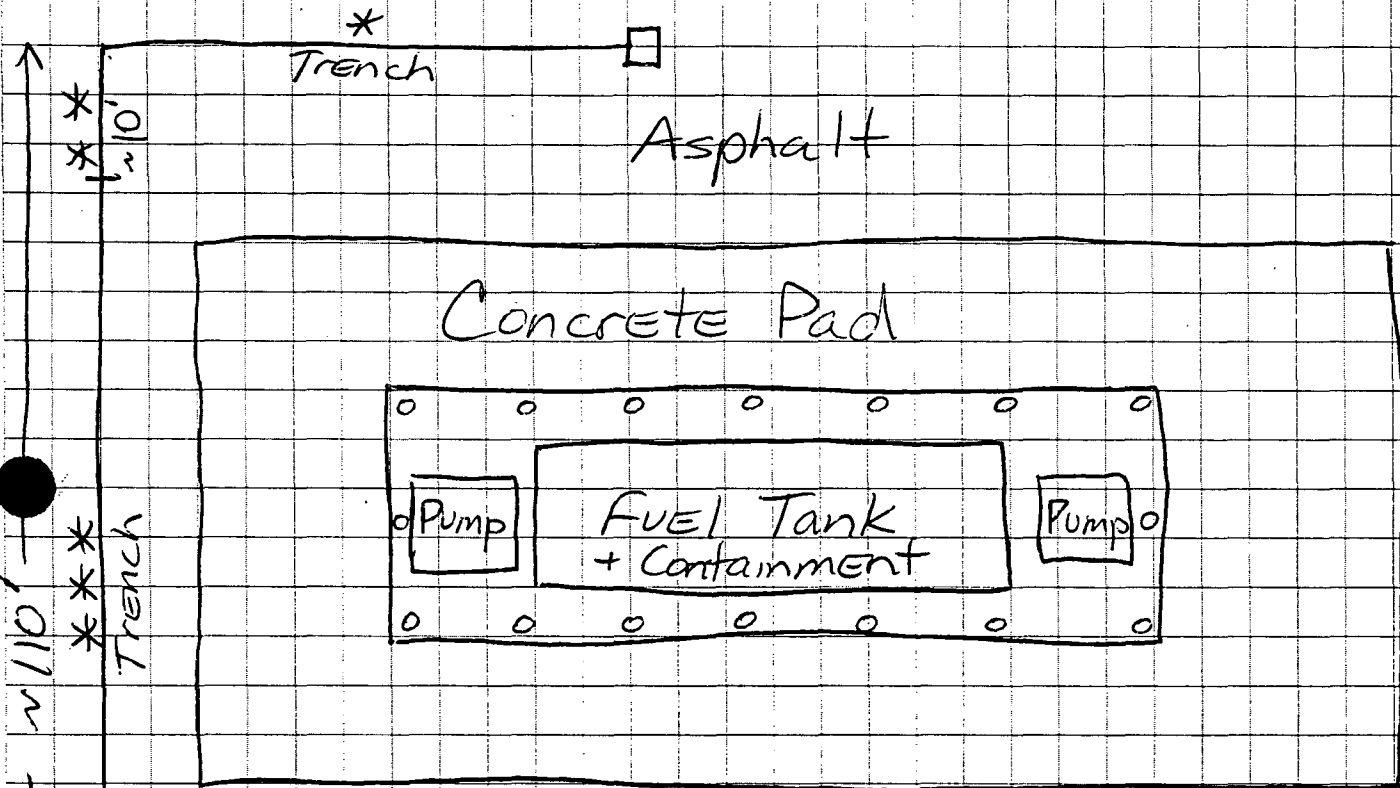 *
Trench
* *
~10'
Asphalt
Concrete Pad
Pump
Fuel Tank
+ Containment
Pump
* * *
Trench
~110'